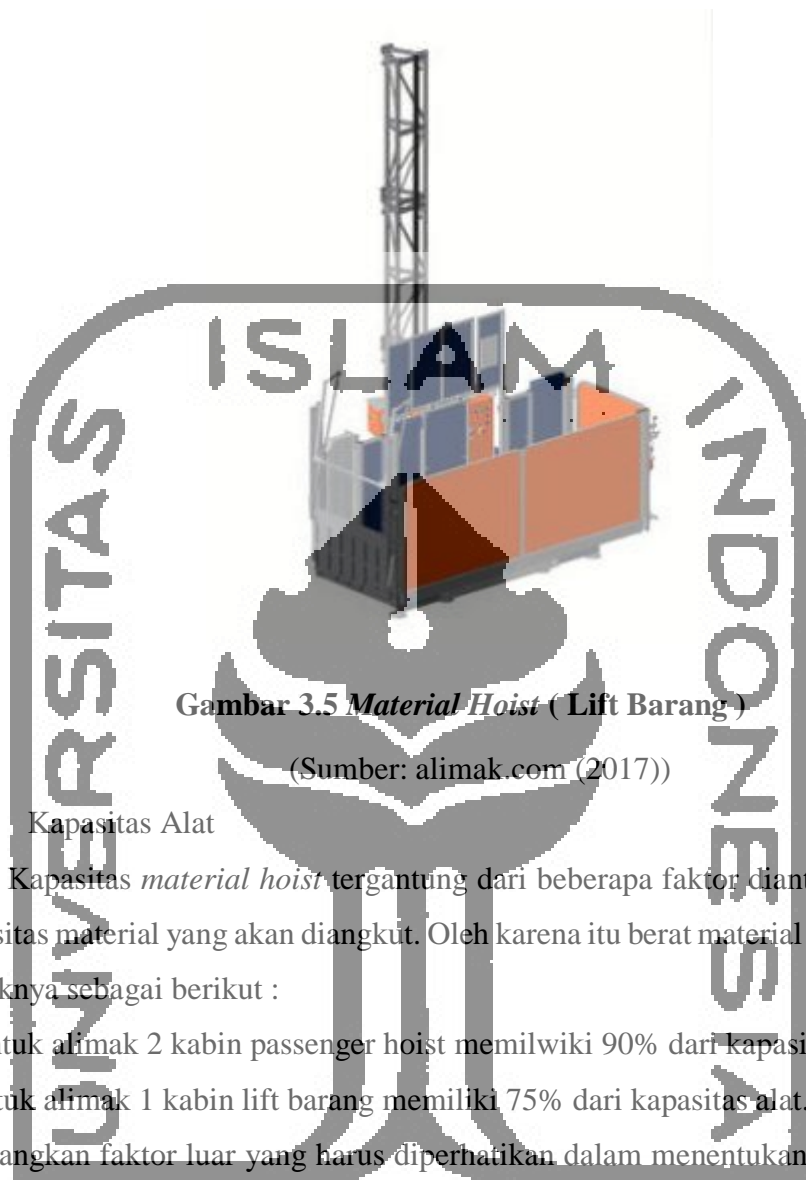 ISLAM
UNIVERSITAS
INDONESIA
Gambar 3.5 Material Hoist ( Lift Barang )
(Sumber: alimak.com (2017))
Kapasitas Alat
Kapasitas material hoist tergantung dari beberapa faktor diant
sitas material yang akan diangkut. Oleh karena itu berat material
knya sebagai berikut :
tuk alimak 2 kabin passenger hoist memilwiki 90% dari kapasi
tuk alimak 1 kabin lift barang memiliki 75% dari kapasitas alat.
angkan faktor luar yang harus diperhatikan dalam menentukan